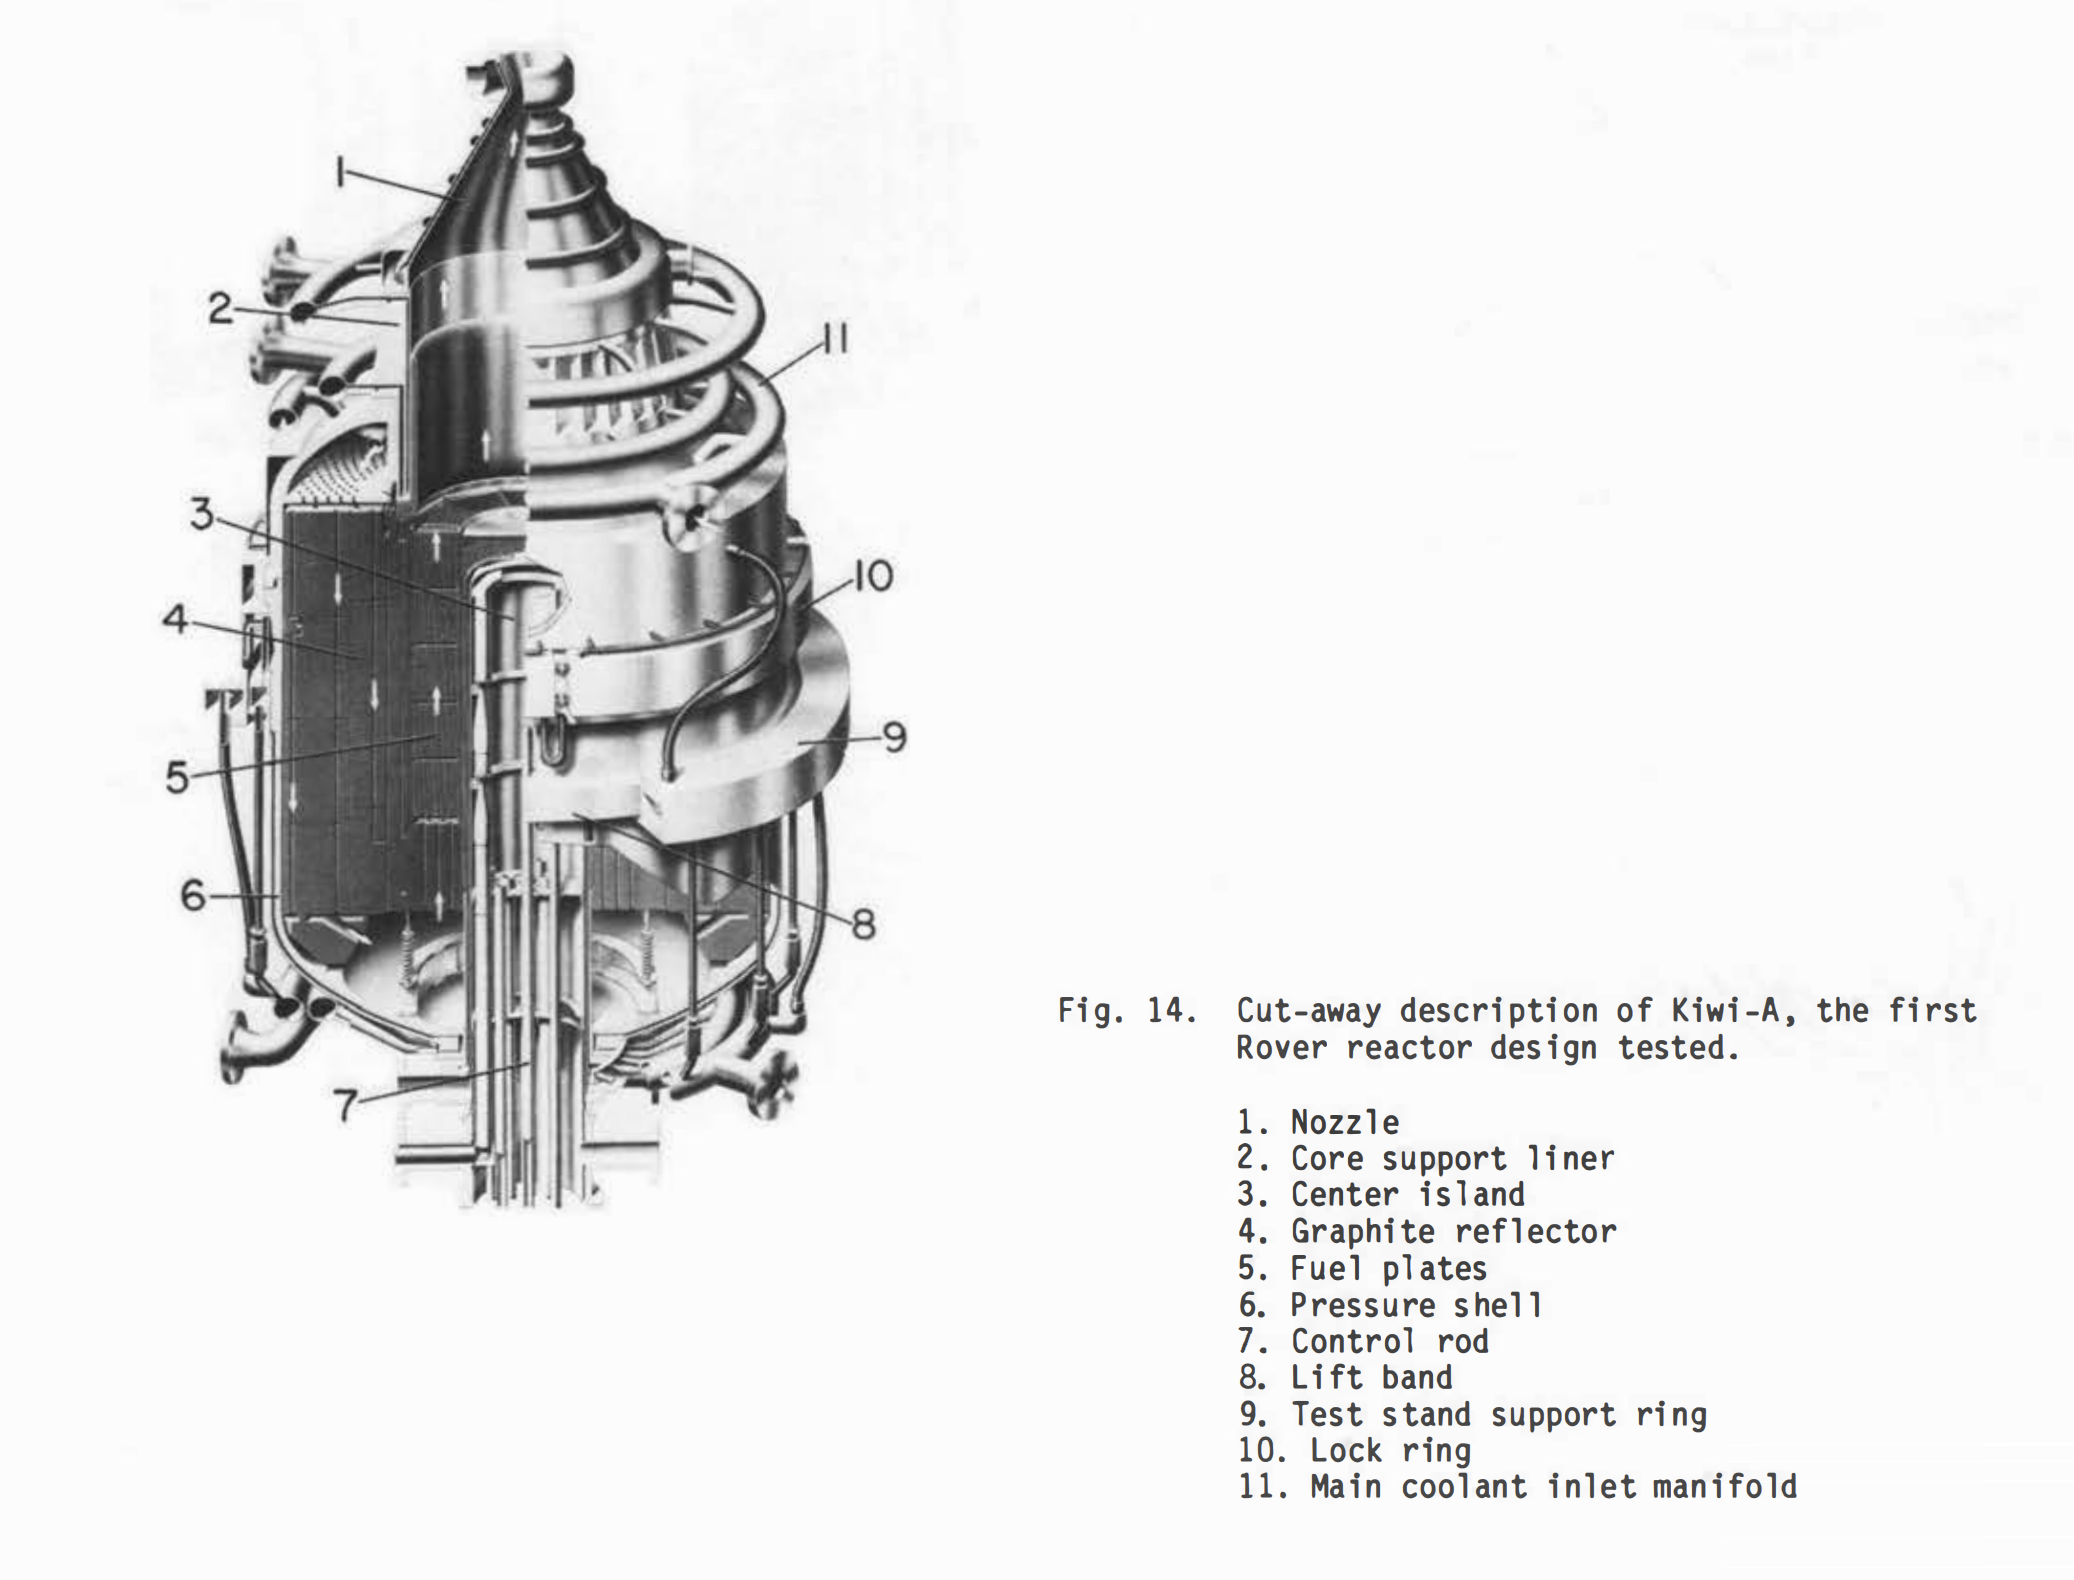 1
2
11
3
10
4
9
5
6
8
7
Fig. 14. Cut-away description of Kiwi-A, the first
Rover reactor design tested.
1. Nozzle
2. Core support liner
3. Center island
4. Graphite reflector
5. Fuel plates
6. Pressure shell
7. Control rod
8. Lift band
9. Test stand support ring
10. Lock ring
11. Main coolant inlet manifold